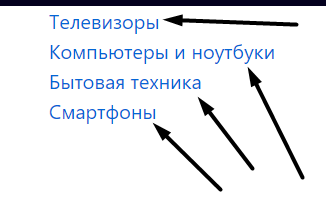 Телевизоры
Компьютеры и ноутбуки
Бытовая техника
Смартфоны